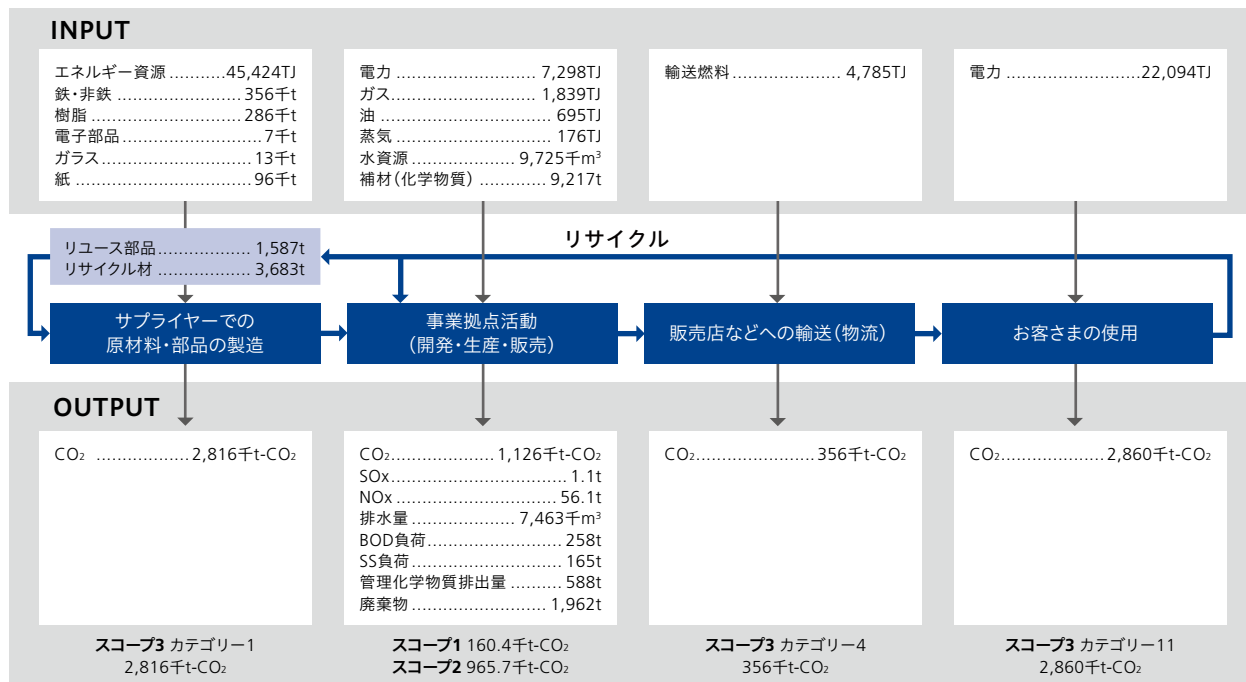 INPUT
エネルギー資源...........45,424TJ
鉄・非鉄..........................356千t
樹脂................................286千t
電子部品............................7千t
ガラス...............................13千t
紙....................................96千t
電力............................7,298TJ
ガス.............................1,839TJ
油....................................695TJ
蒸気................................176TJ
水資源....................9,725千m³
補材(化学物質).............9,217t
輸送燃料.................... 4,785TJ
電力.........................22,094TJ
リユース部品................... 1,587t
リサイクル材................... 3,683t
リサイクル
サプライヤーでの
原材料・部品の製造
事業拠点活動
(開発・生産・販売)
販売店などへの輸送(物流)
お客さまの使用
OUTPUT
CO₂...................2,816千t-CO₂
CO₂....................1,126千t-CO₂
SOx....................................1.1t
NOx..................................56.1t
排水量.....................7,463千m³
BOD負荷............................258t
SS負荷...............................165t
管理化学物質排出量..........588t
廃棄物............................1,962t
CO₂......................356千t-CO₂
CO₂...................2,860千t-CO₂
スコープ3 カテゴリー1
2,816千t-CO₂
スコープ1 160.4千t-CO₂
スコープ2 965.7千t-CO₂
スコープ3 カテゴリー4
356千t-CO₂
スコープ3 カテゴリー11
2,860千t-CO₂